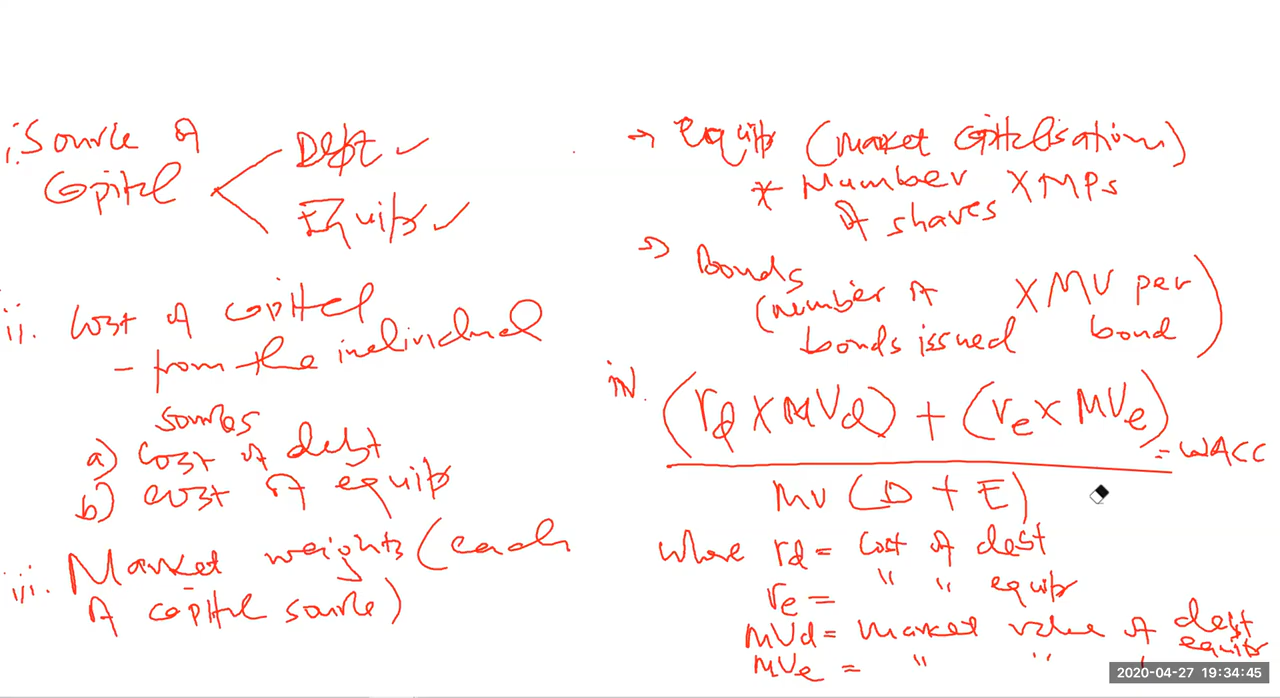 i. Source of
Capital < Debt ✓
Equity ✓
ii. Cost of capital
- from the individual
sources
a) cost of debt
b) cost of equity
iii. Market weights (each
of capital source)
→ equity (market capitalisation)
* Number X MPS
of shares
→ Bonds
(number of X MV per
bonds issued bond)
iv. (rd X MVd) + (re X MVe) = WACC
MV (D + E)
where rd = cost of debt
re = " " equity
MVd = market value of debt
MVe = " " " equity
2020-04-27 19:34:45